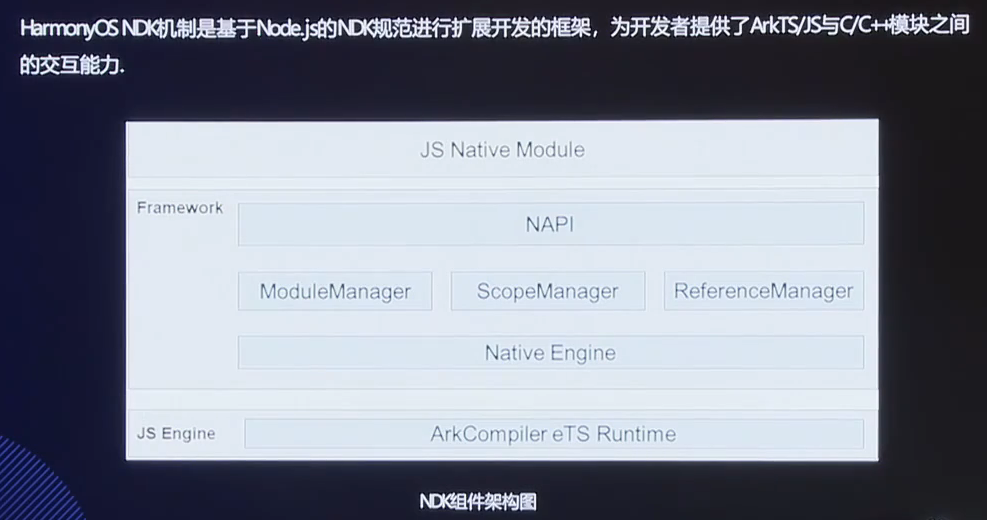 HarmonyOS NDK机制是基于Node.js的NDK规范进行扩展开发的框架，为开发者提供了ArkTS/JS与C/C++模块之间
的交互能力.
JS Native Module
Framework
NAPI
ModuleManager
ScopeManager
ReferenceManager
Native Engine
JS Engine
ArkCompiler eTS Runtime
NDK组件架构图